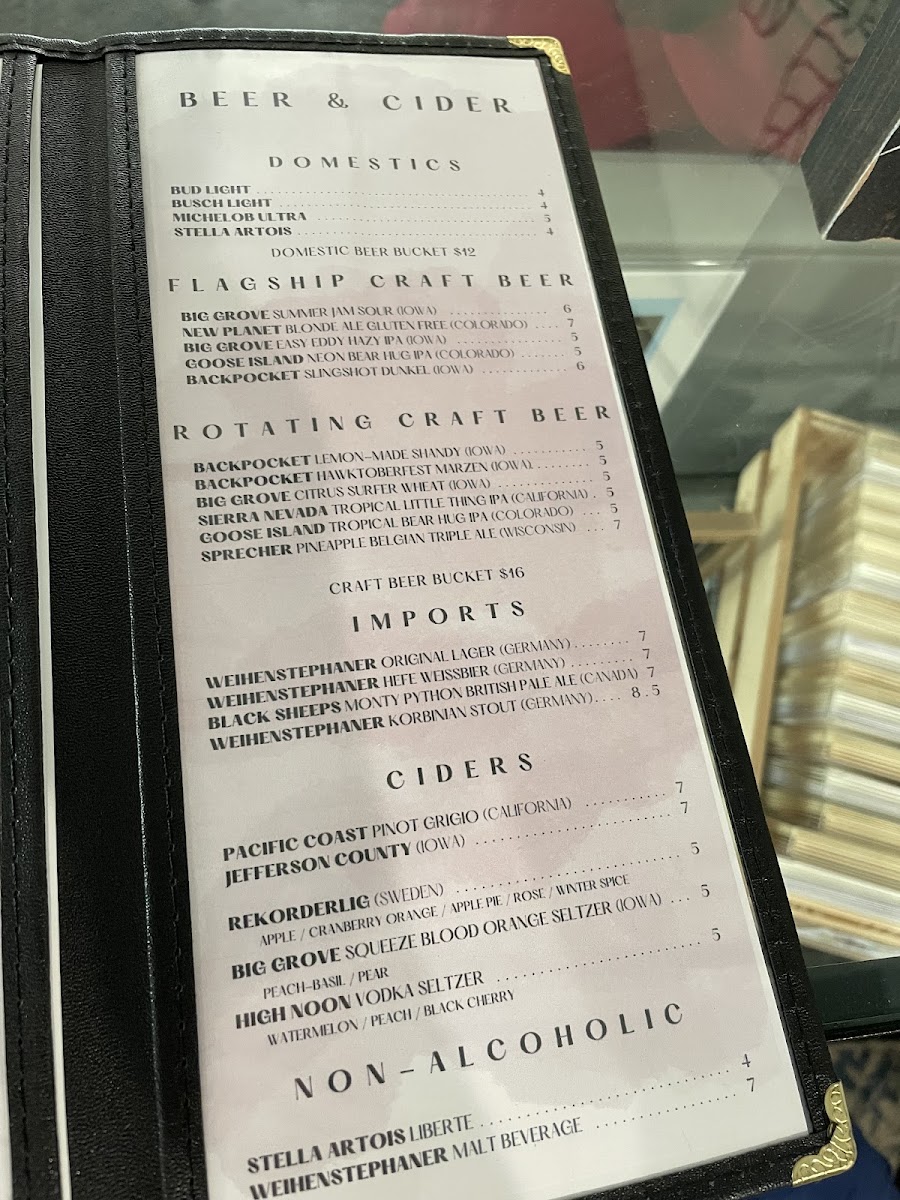 BEER & CIDER
DOMESTICS
BUD LIGHT 4
BUSCH LIGHT 4
MICHELOB ULTRA 5
STELLA ARTOIS 4
DOMESTIC BEER BUCKET $12
FLAGSHIP CRAFT BEER
BIG GROVE SUMMER JAM SOUR (IOWA) 6
NEW PLANET BLONDE ALE GLUTEN FREE (COLORADO) 7
BIG GROVE EASY EDDY HAZY IPA (IOWA) 5
GOOSE ISLAND NEON BEAR HUG IPA (COLORADO) 5
BACKPOCKET SLINGSHOT DUNKEL (IOWA) 6
ROTATING CRAFT BEER
BACKPOCKET LEMON-MADE SHANDY (IOWA) 5
BACKPOCKET HAWKTOBERFEST MARZEN (IOWA) 5
BIG GROVE CITRUS SURFER WHEAT (IOWA) 5
SIERRA NEVADA TROPICAL LITTLE THING IPA (CALIFORNIA) 5
GOOSE ISLAND TROPICAL BEAR HUG IPA (COLORADO) 5
SPRECHER PINEAPPLE BELGIAN TRIPLE ALE (WISCONSIN) 7
CRAFT BEER BUCKET $16
IMPORTS
WEIHENSTEPHANER ORIGINAL LAGER (GERMANY) 7
WEIHENSTEPHANER HEFE WEISSBIER (GERMANY) 7
BLACK SHEEPS MONTY PYTHON BRITISH PALE ALE (CANADA) 7
WEIHENSTEPHANER KORBINIAN STOUT (GERMANY) 8.5
CIDERS
PACIFIC COAST PINOT GRIGIO (CALIFORNIA) 7
JEFFERSON COUNTY (IOWA) 7
REKORDERLIG (SWEDEN) 5
APPLE / CRANBERRY ORANGE / APPLE PIE / ROSE / WINTER SPICE
BIG GROVE SQUEEZE BLOOD ORANGE SELTZER (IOWA) 5
PEACH-BASIL / PEAR
HIGH NOON VODKA SELTZER 5
WATERMELON / PEACH / BLACK CHERRY
NON-ALCOHOLIC
STELLA ARTOIS LIBERTE 4
WEIHENSTEPHANER MALT BEVERAGE 7